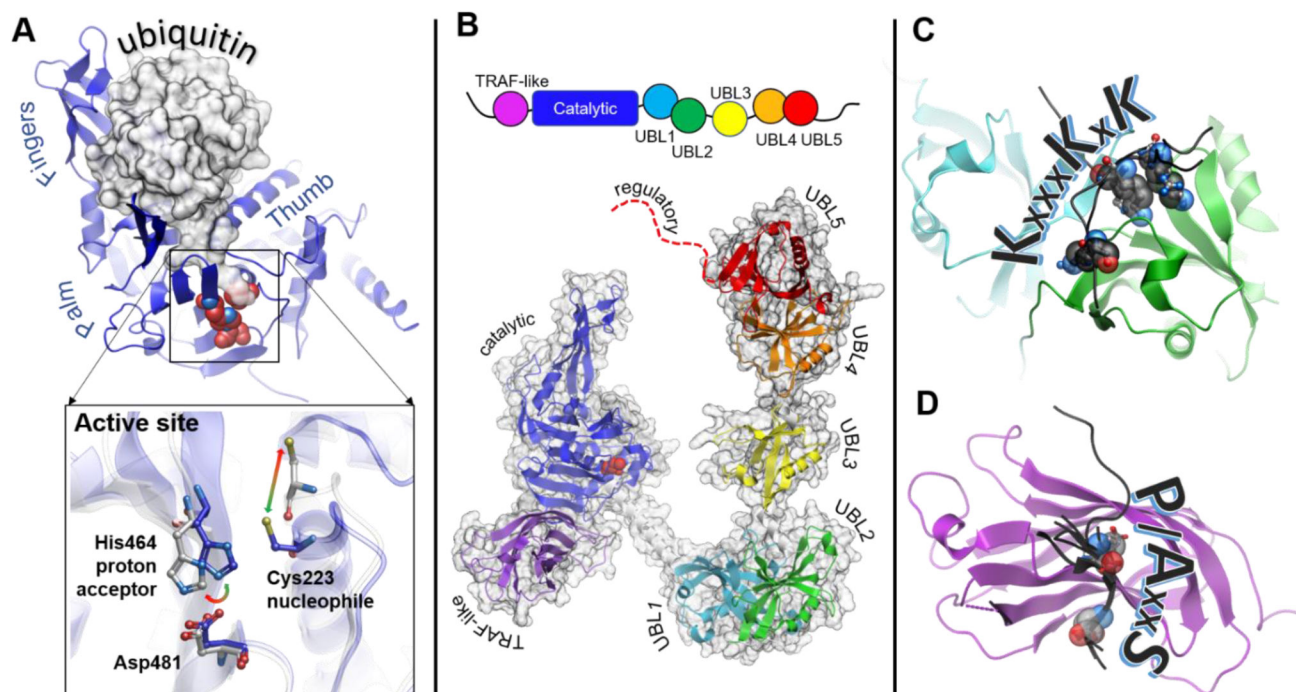 A
ubiquitin
Fingers
Thumb
Palm
Active site
His464
proton
acceptor
Cys223
nucleophile
Asp481
B
TRAF-like
Catalytic
UBL1
UBL2
UBL3
UBL4
UBL5
regulatory
UBL5
UBL4
catalytic
UBL3
UBL2
UBL1
TRAF-like
C
KxxxKxK
D
P/AxxS